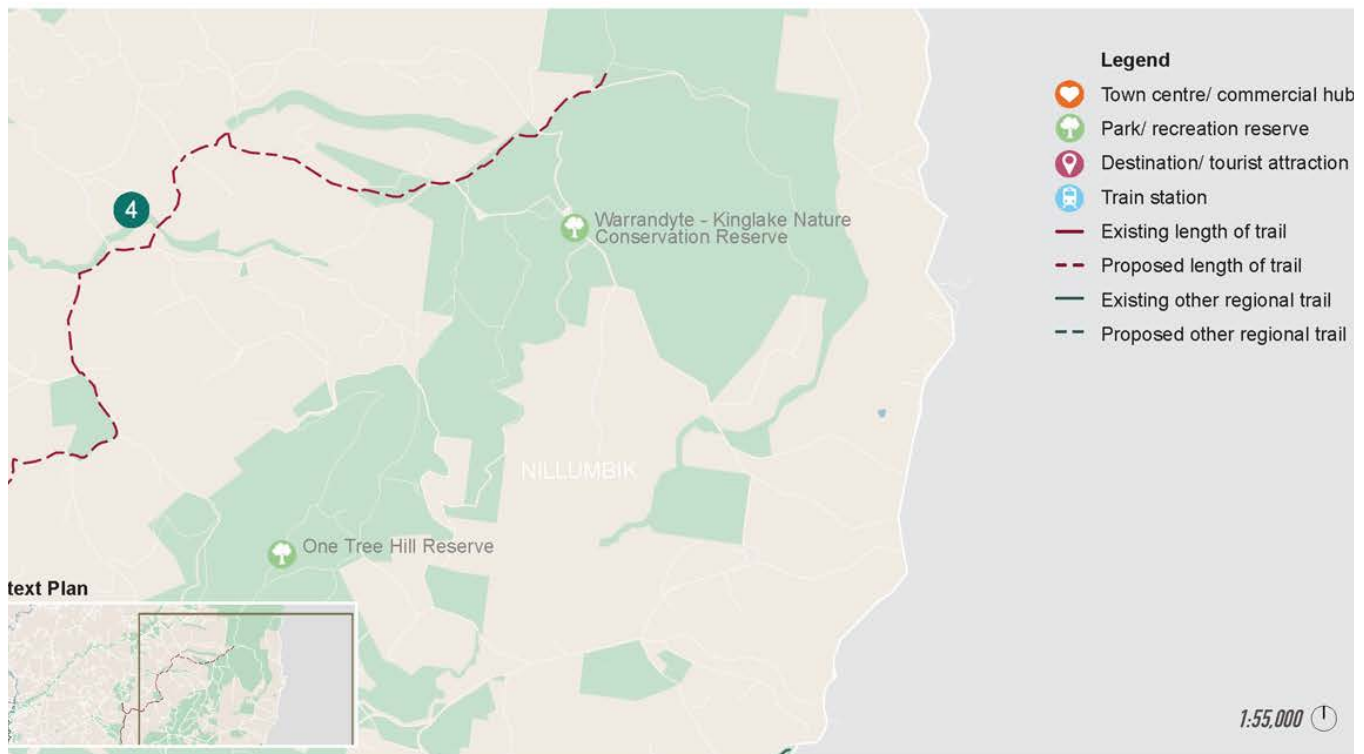 Legend
Town centre/ commercial hub
Park/ recreation reserve
Destination/ tourist attraction
Train station
Existing length of trail
Proposed length of trail
Existing other regional trail
Proposed other regional trail
4
Warrandyte - Kinglake Nature
Conservation Reserve
NILLUMBIK
One Tree Hill Reserve
text Plan
1:55,000